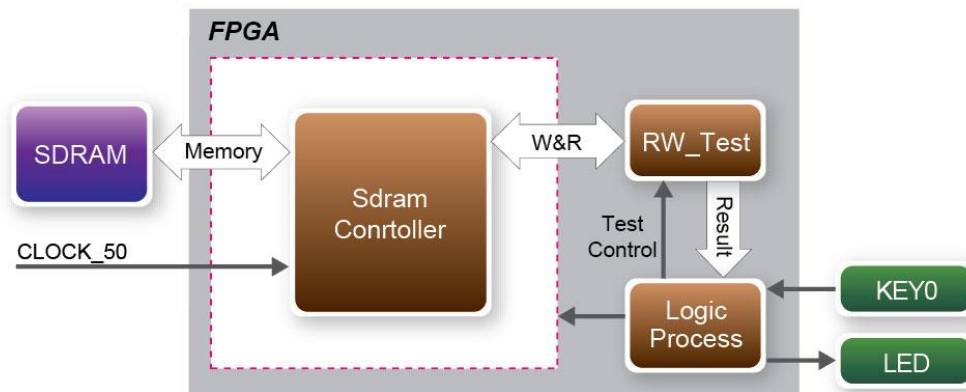 FPGA
SDRAM
Memory
Sdram
Conrtoller
W&R
RW_Test
CLOCK_50
Test
Control
Result
Logic
Process
KEY0
LED